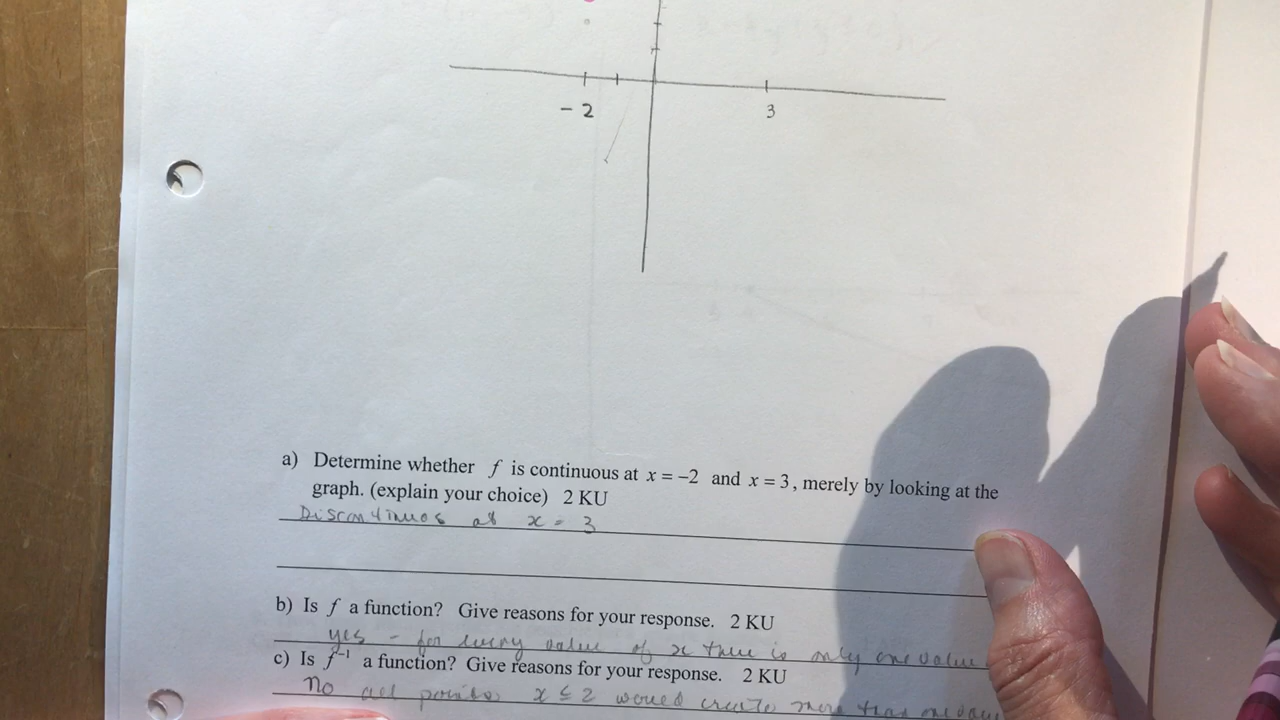 - 2
3
a) Determine whether f is continuous at x = -2 and x = 3, merely by looking at the
graph. (explain your choice) 2 KU
Discontinuos at x = 3
b) Is f a function? Give reasons for your response. 2 KU
yes - for every value of x there is only one value
c) Is f⁻¹ a function? Give reasons for your response. 2 KU
No all points x ≤ 2 would create more than one